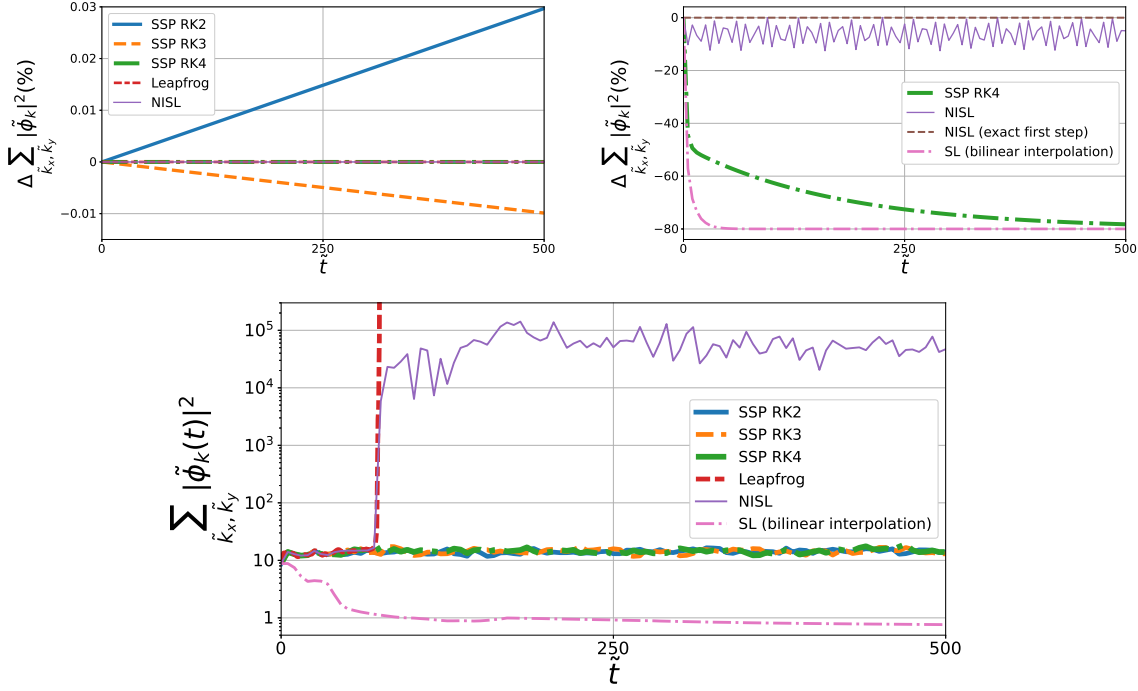 0.03
0.02
0.01
0
−0.01
0
250
500
t̃
Δ ∑ |ϕ̃ₖ|² (%)
k̃ₓ, k̃ᵧ
SSP RK2
SSP RK3
SSP RK4
Leapfrog
NISL
0
−20
−40
−60
−80
0
250
500
t̃
Δ ∑ |ϕ̃ₖ|² (%)
k̃ₓ, k̃ᵧ
SSP RK4
NISL
NISL (exact first step)
SL (bilinear interpolation)
10⁵
10⁴
10³
10²
10
1
0
250
500
t̃
∑ |ϕ̃ₖ(t)|²
k̃ₓ, k̃ᵧ
SSP RK2
SSP RK3
SSP RK4
Leapfrog
NISL
SL (bilinear interpolation)